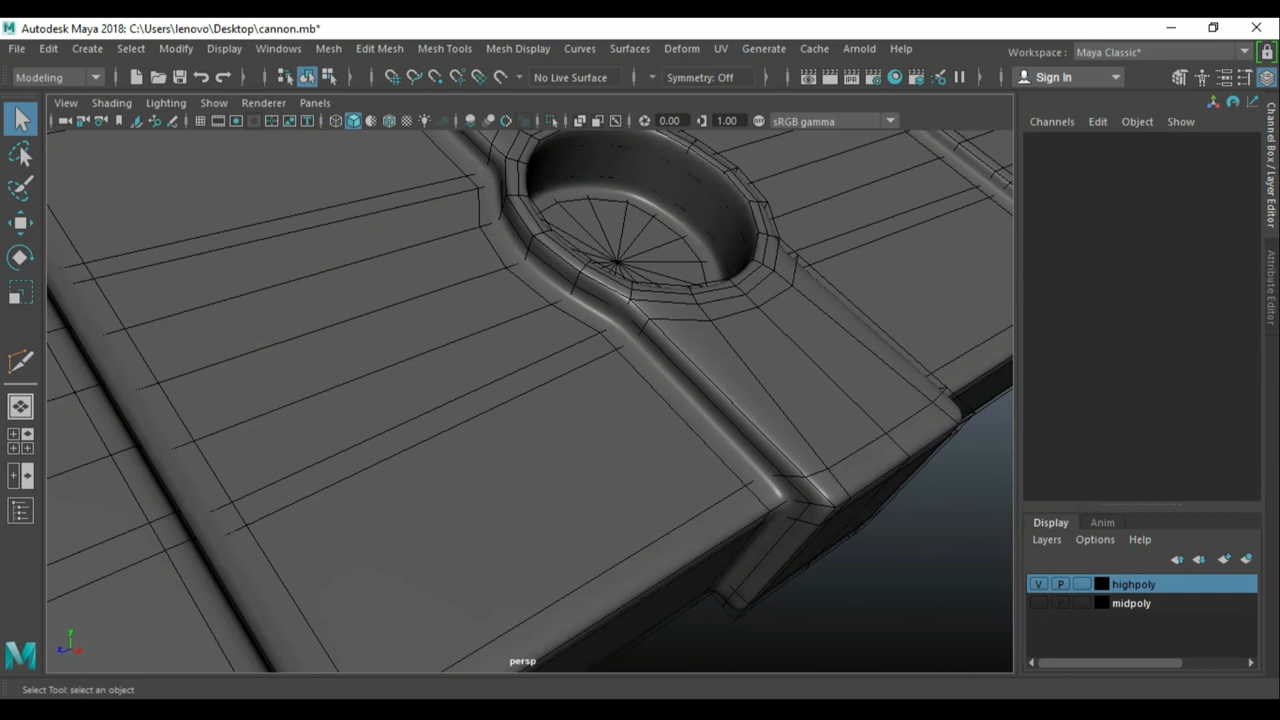 Autodesk Maya 2018: C:\Users\lenovo\Desktop\cannon.mb*
File Edit Create Select Modify Display Windows Mesh Edit Mesh Mesh Tools Mesh Display Curves Surfaces Deform UV Generate Cache Arnold Help
Workspace : Maya Classic*
Modeling No Live Surface Symmetry: Off Sign In
View Shading Lighting Show Renderer Panels
0.00 1.00 sRGB gamma
Channels Edit Object Show
Channel Box / Layer Editor
Attribute Editor
Display Anim
Layers Options Help
V P highpoly
P midpoly
persp
y
z x
Select Tool: select an object